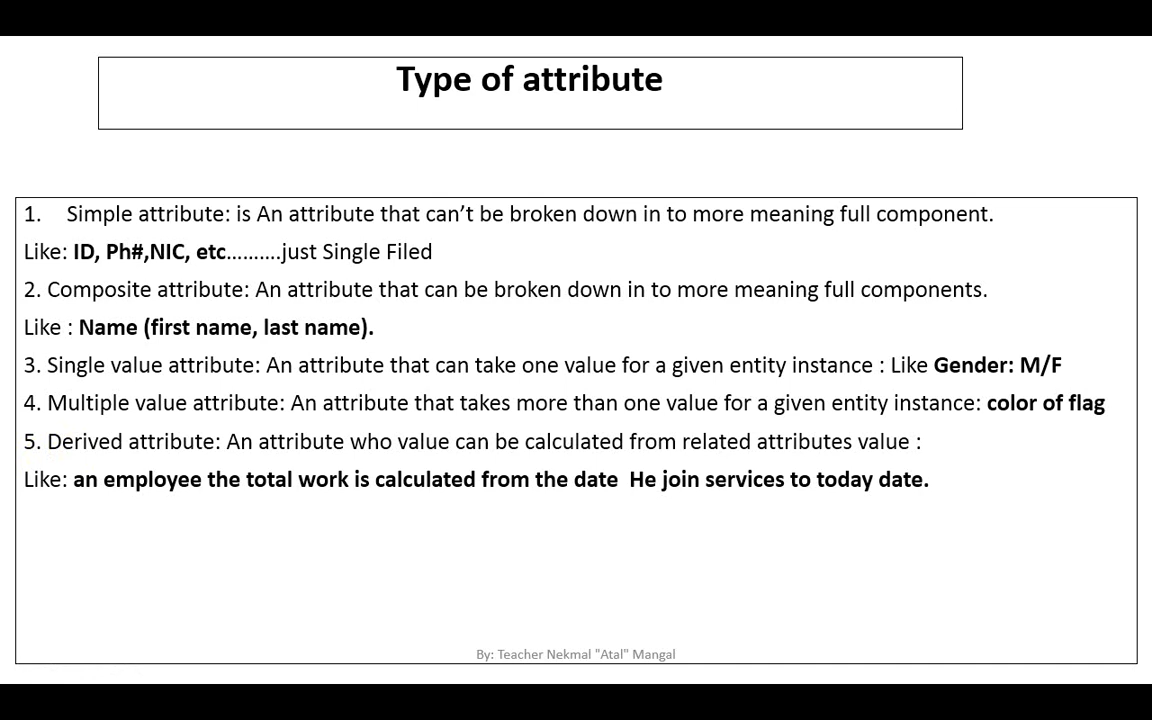 Type of attribute
1. Simple attribute: is An attribute that can't be broken down in to more meaning full component.
Like: ID, Ph#,NIC, etc..........just Single Filed
2. Composite attribute: An attribute that can be broken down in to more meaning full components.
Like : Name (first name, last name).
3. Single value attribute: An attribute that can take one value for a given entity instance : Like Gender: M/F
4. Multiple value attribute: An attribute that takes more than one value for a given entity instance: color of flag
5. Derived attribute: An attribute who value can be calculated from related attributes value :
Like: an employee the total work is calculated from the date  He join services to today date.
By: Teacher Nekmal "Atal" Mangal